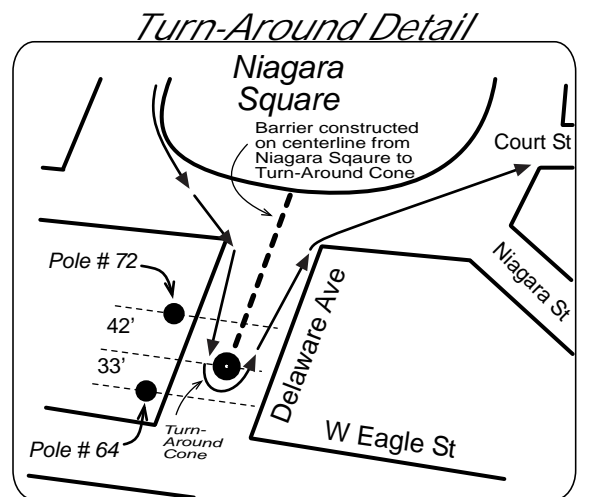 Turn-Around Detail
Niagara
Square
Barrier constructed
on centerline from
Niagara Sqaure to
Turn-Around Cone
Court St
Niagara St
Pole # 72
42'
33'
Delaware Ave
Pole # 64
Turn-
Around
Cone
W Eagle St